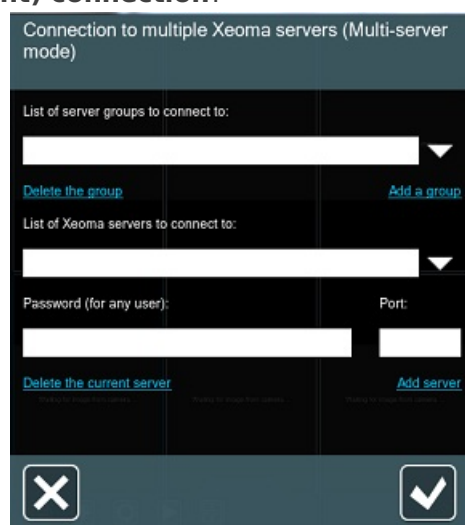 nt, connection:
Connection to multiple Xeoma servers (Multi-server
mode)
List of server groups to connect to:
Delete the group Add a group
List of Xeoma servers to connect to:
Password (for any user): Port:
Delete the current server Add server